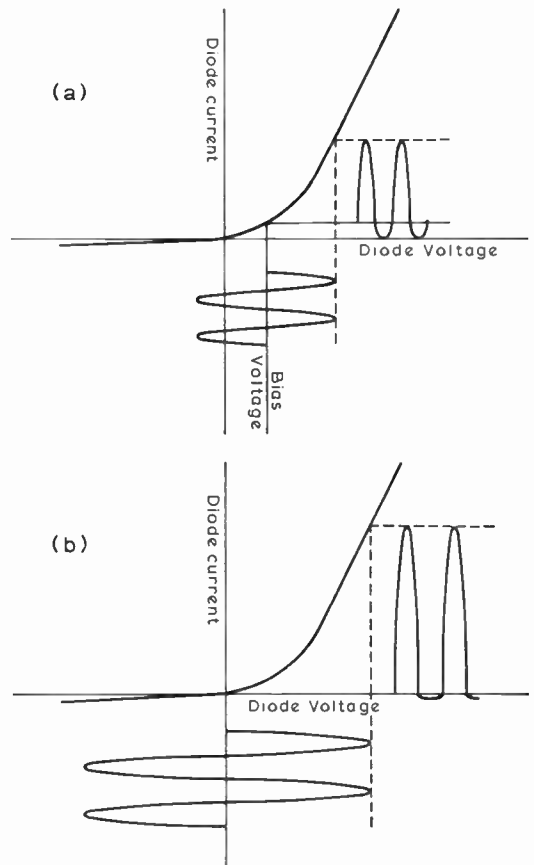 (a)
Diode current
Diode Voltage
Bias
Voltage
(b)
Diode current
Diode Voltage